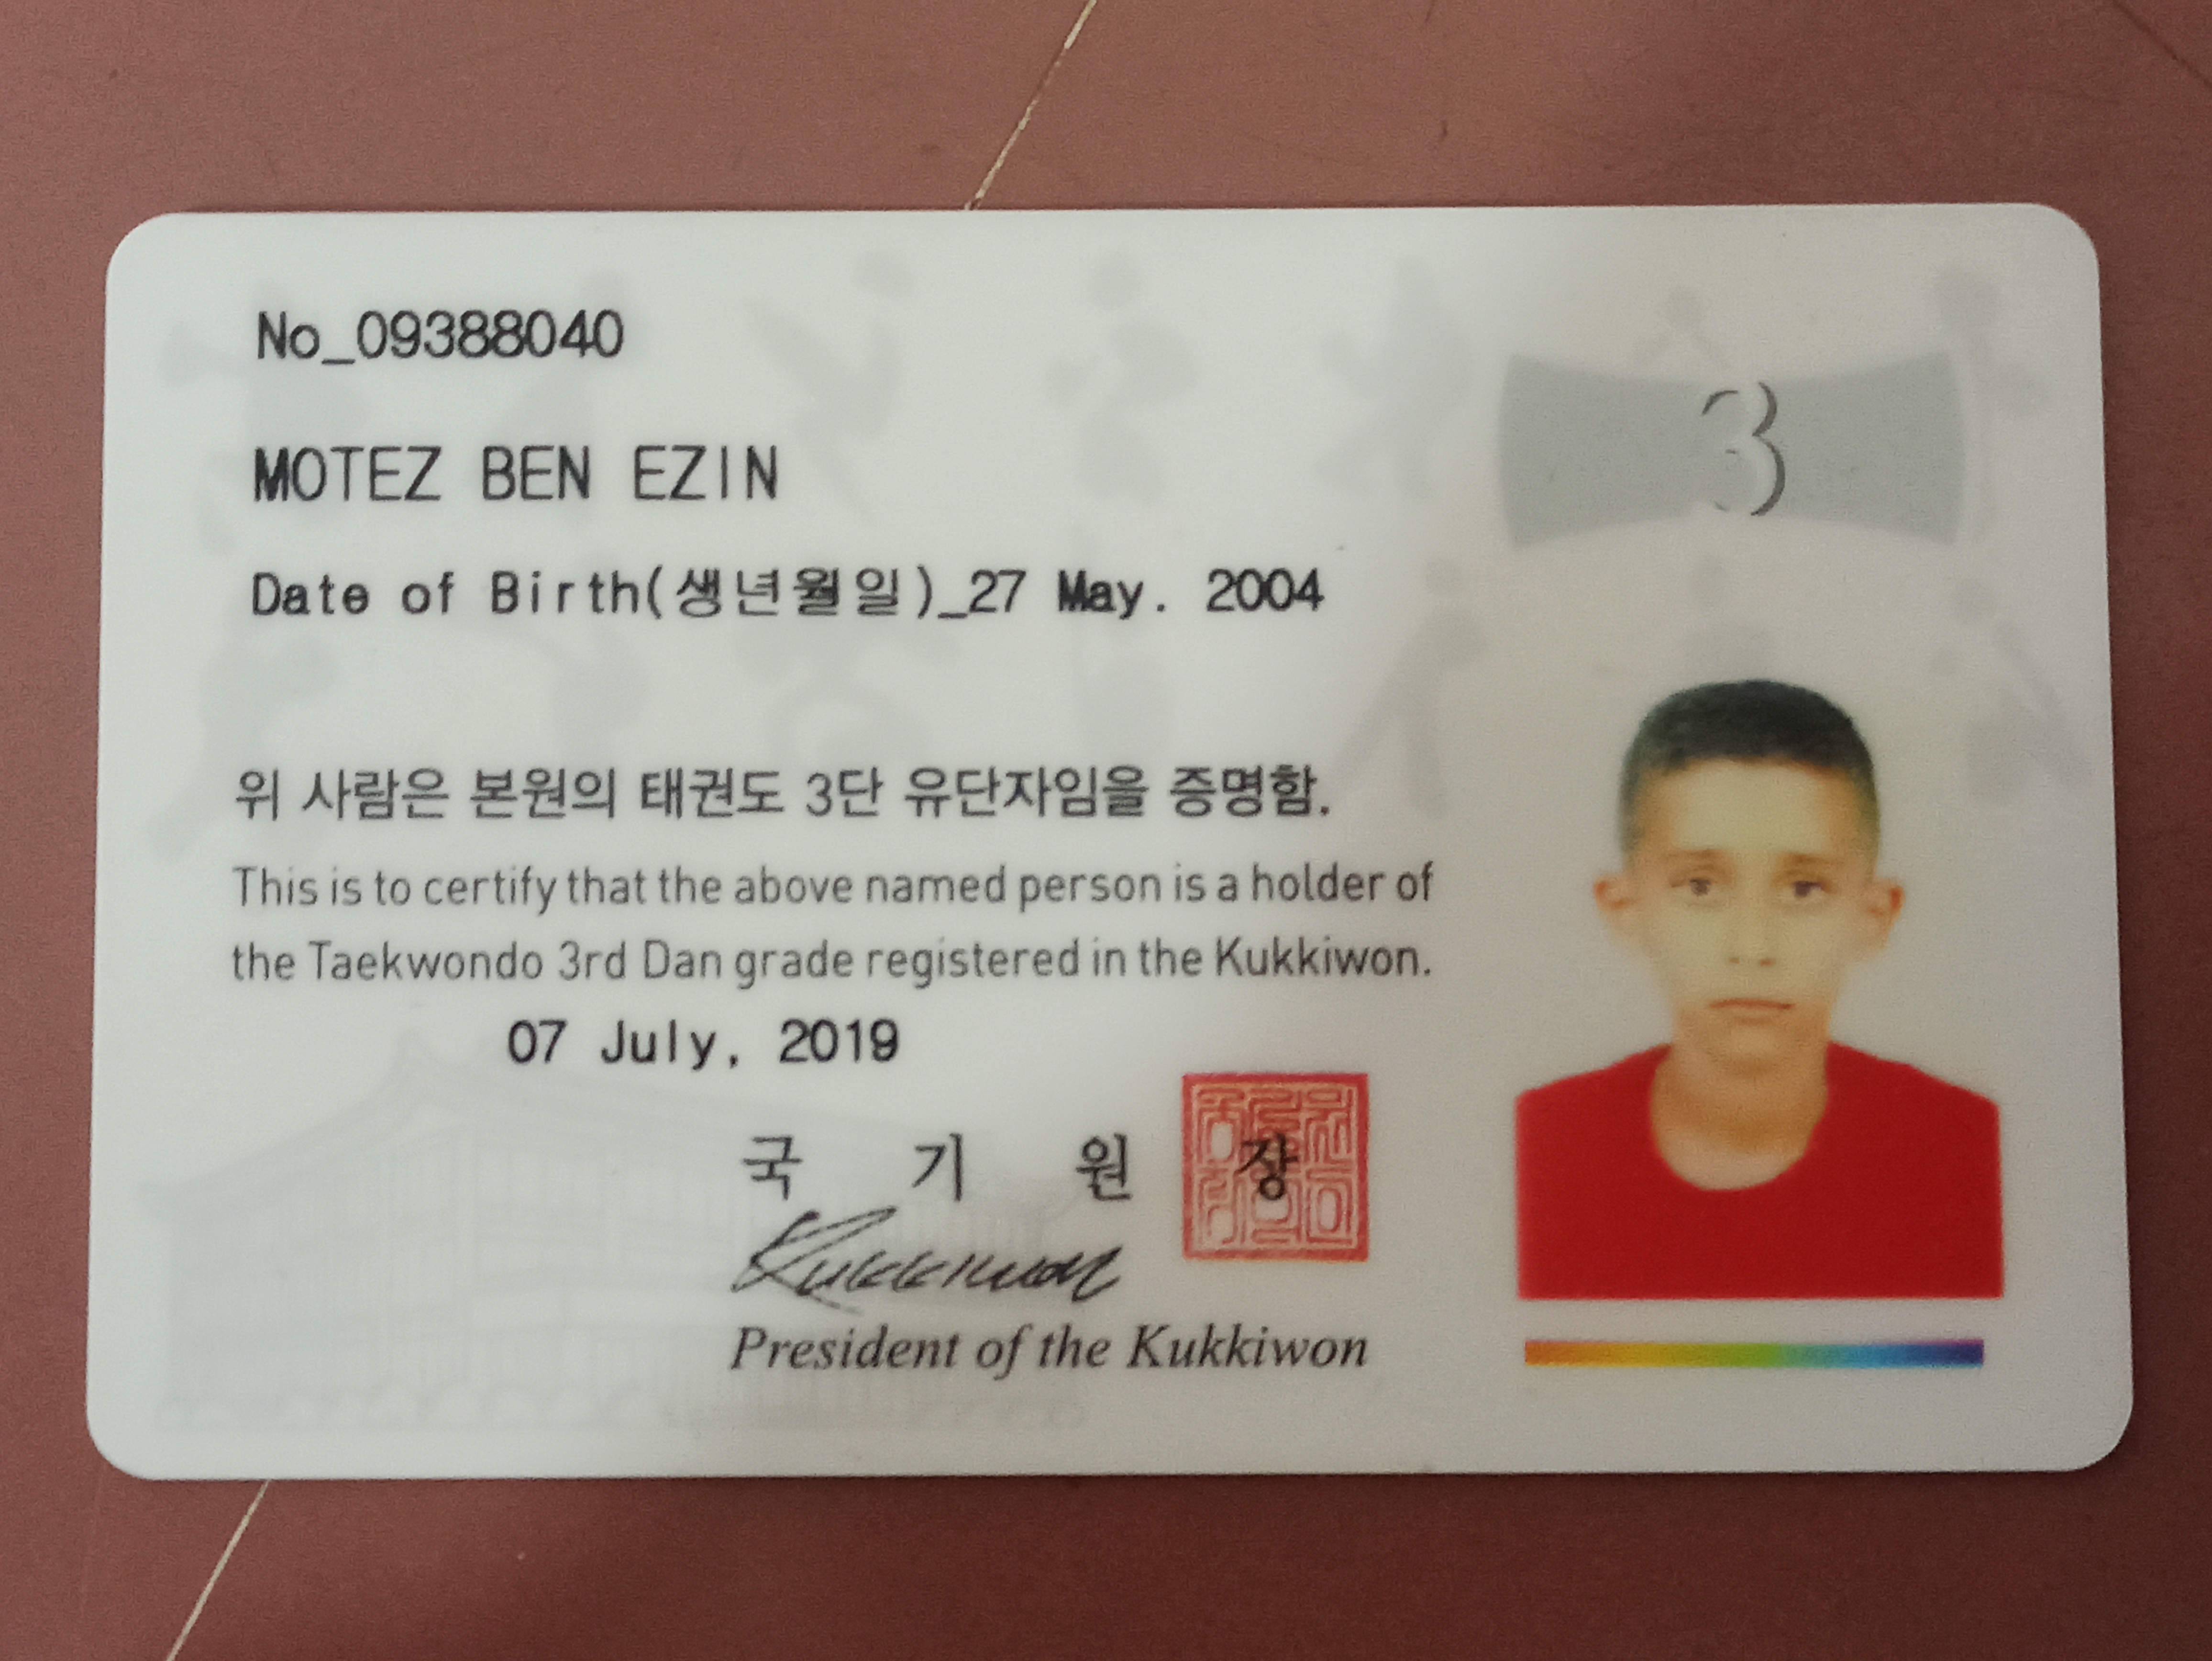 No_09388040
3
MOTEZ BEN EZIN
Date of Birth(생년월일)_27 May. 2004
위 사람은 본원의 태권도 3단 유단자임을 증명함.
This is to certify that the above named person is a holder of
the Taekwondo 3rd Dan grade registered in the Kukkiwon.
07 July, 2019
국 기 원 장
Kukkiwon
President of the Kukkiwon